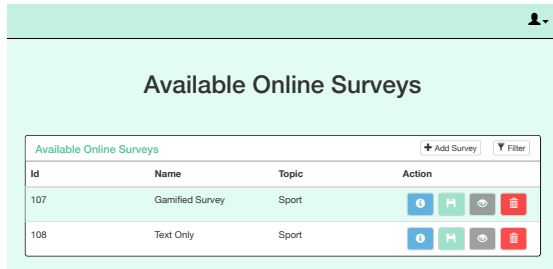 Available Online Surveys
Available Online Surveys Add Survey Filter
Id Name Topic Action
107 Gamified Survey Sport
108 Text Only Sport